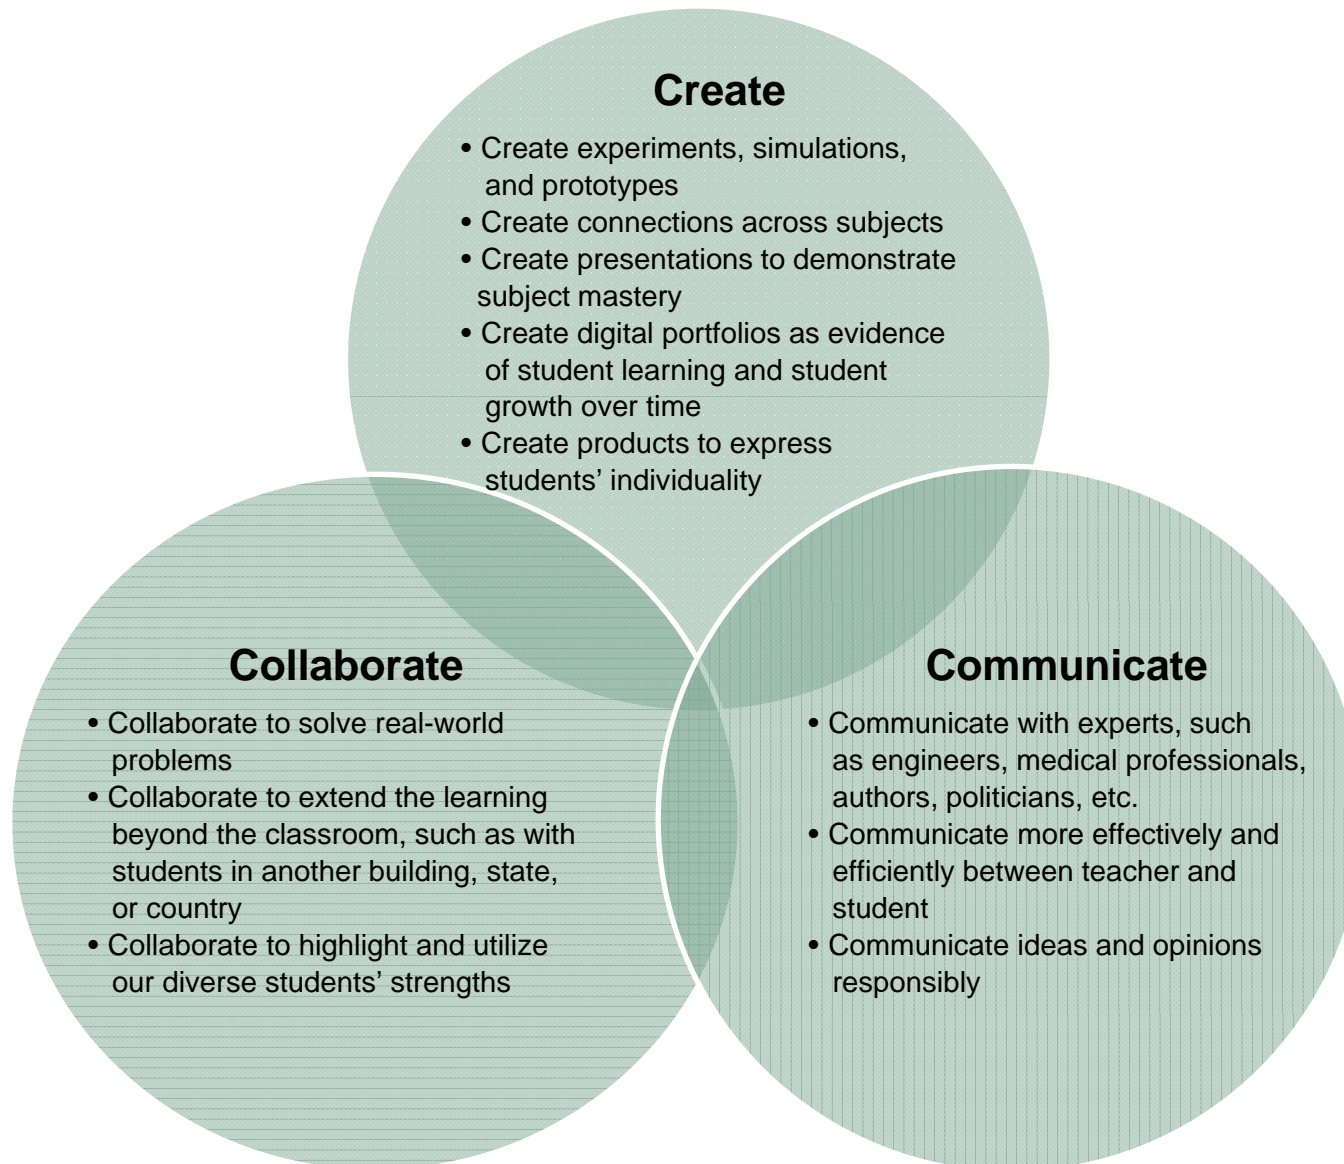 Create
• Create experiments, simulations,
and prototypes
• Create connections across subjects
• Create presentations to demonstrate
subject mastery
• Create digital portfolios as evidence
of student learning and student
growth over time
• Create products to express
students’ individuality
Collaborate
• Collaborate to solve real-world
problems
• Collaborate to extend the learning
beyond the classroom, such as with
students in another building, state,
or country
• Collaborate to highlight and utilize
our diverse students’ strengths
Communicate
• Communicate with experts, such
as engineers, medical professionals,
authors, politicians, etc.
• Communicate more effectively and
efficiently between teacher and
student
• Communicate ideas and opinions
responsibly